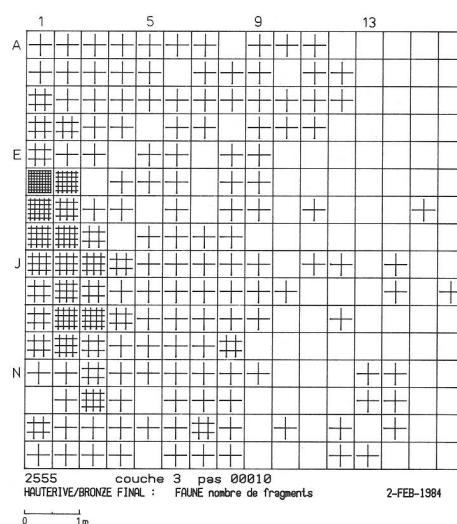 1 5 9 13
A
E
J
N
2555 couche 3 pas 00010
HAUTERIVE/BRONZE FINAL : FAUNE nombre de fragments 2-FEB-1984
0 1m